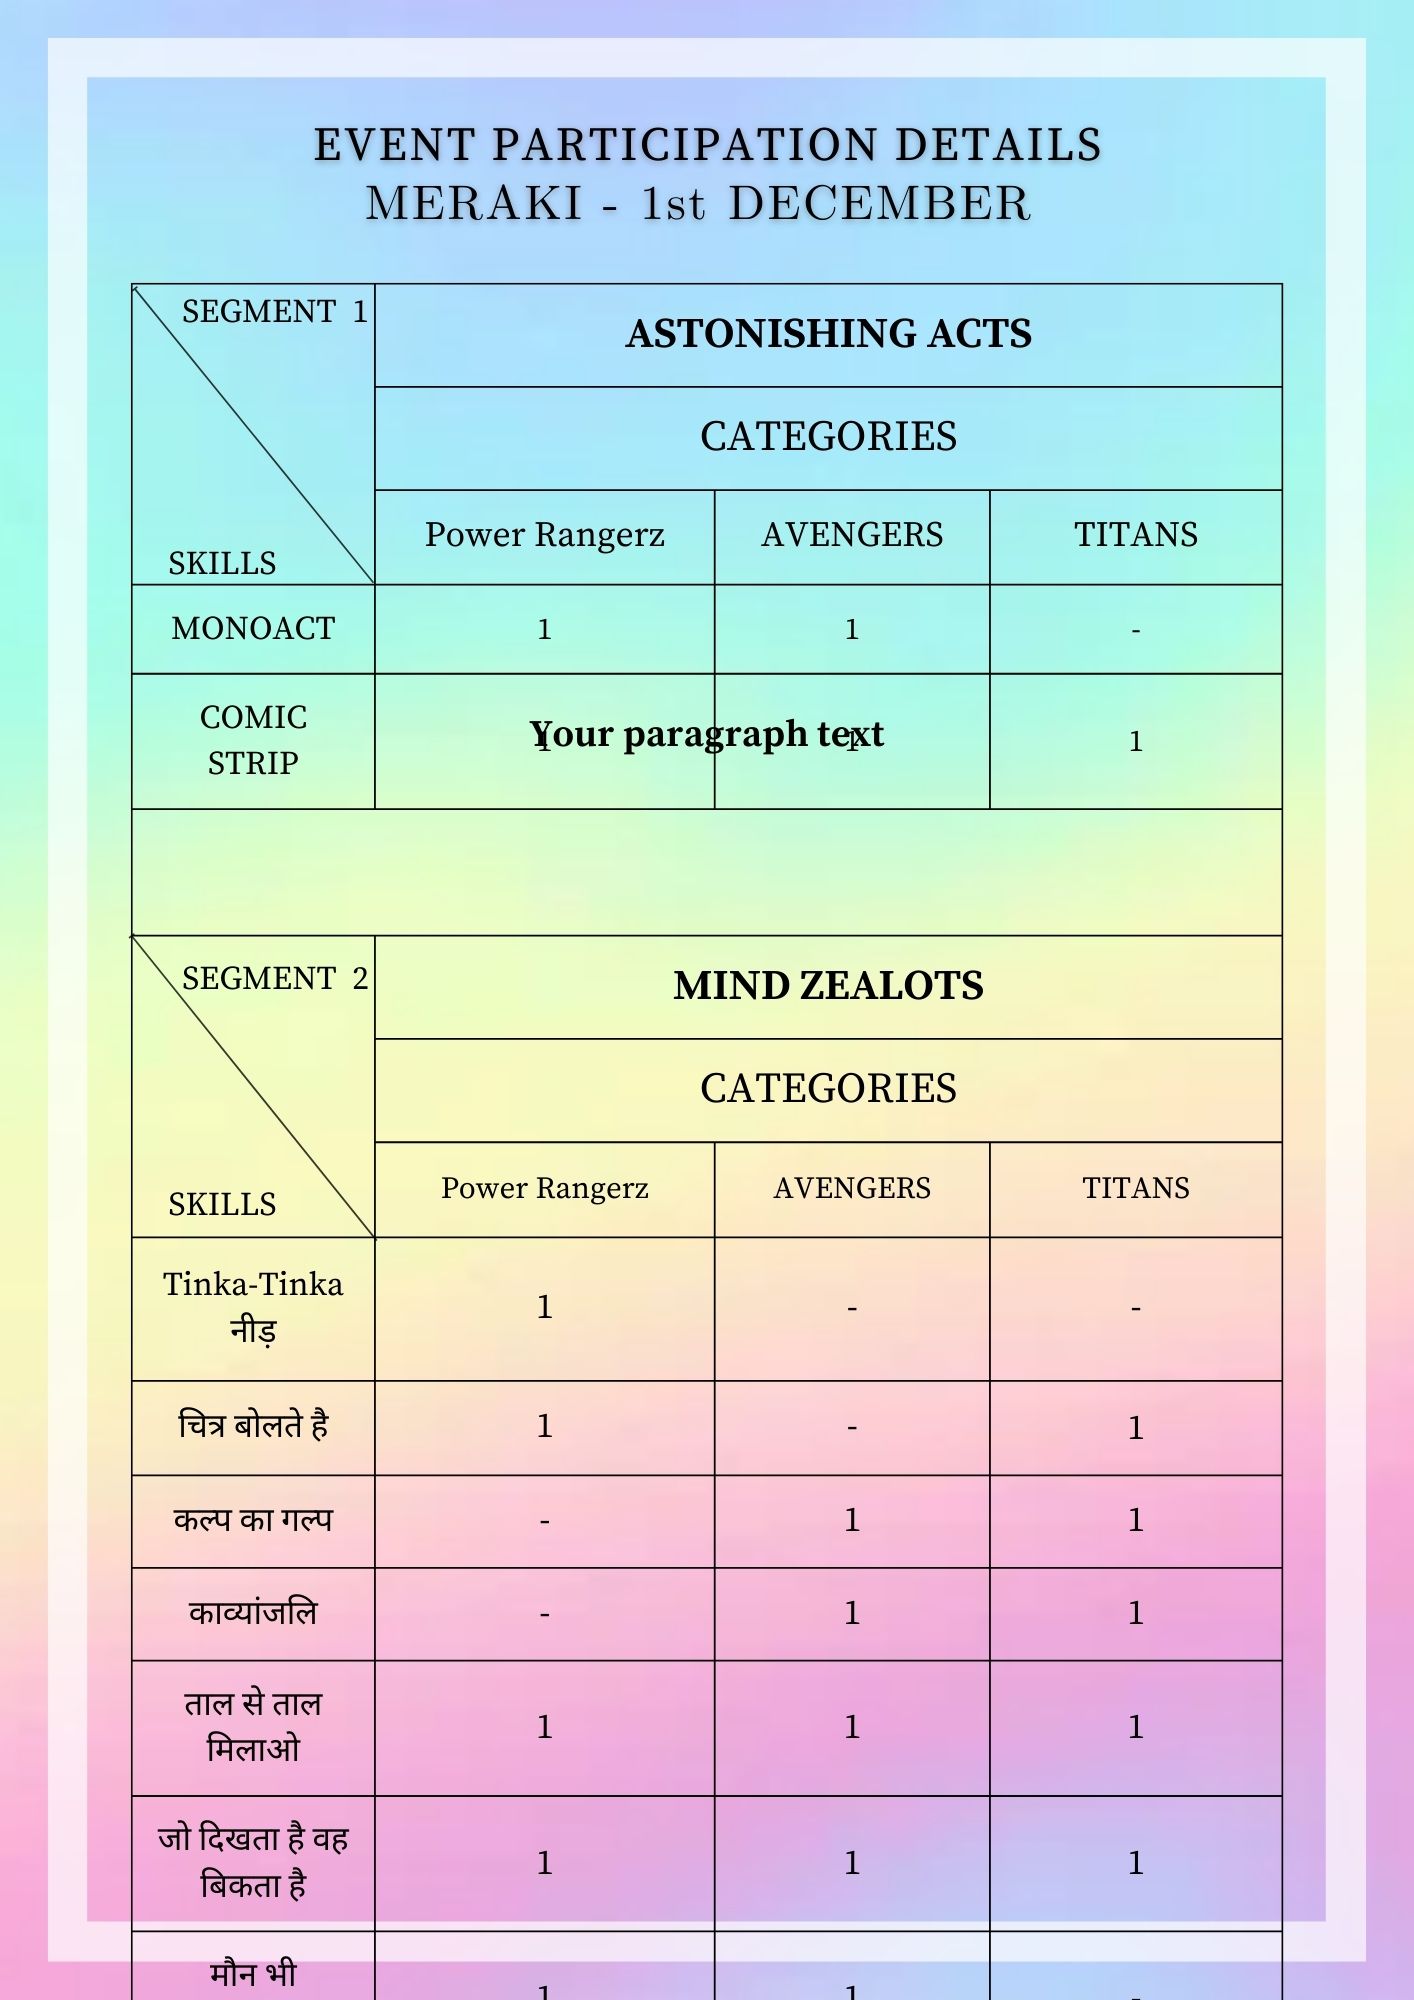 EVENT PARTICIPATION DETAILS
MERAKI - 1st DECEMBER
SEGMENT 1
ASTONISHING ACTS
CATEGORIES
SKILLS
Power Rangerz AVENGERS TITANS
MONOACT 1 1 -
COMIC
STRIP
1 1 1
Your paragraph text
SEGMENT 2
MIND ZEALOTS
CATEGORIES
SKILLS
Power Rangerz AVENGERS TITANS
Tinka-Tinka
नीड़
1 - -
चित्र बोलते है 1 - 1
कल्प का गल्प - 1 1
काव्यांजलि - 1 1
ताल से ताल
मिलाओ
1 1 1
जो दिखता है वह
बिकता है
1 1 1
मौन भी
1 1 -